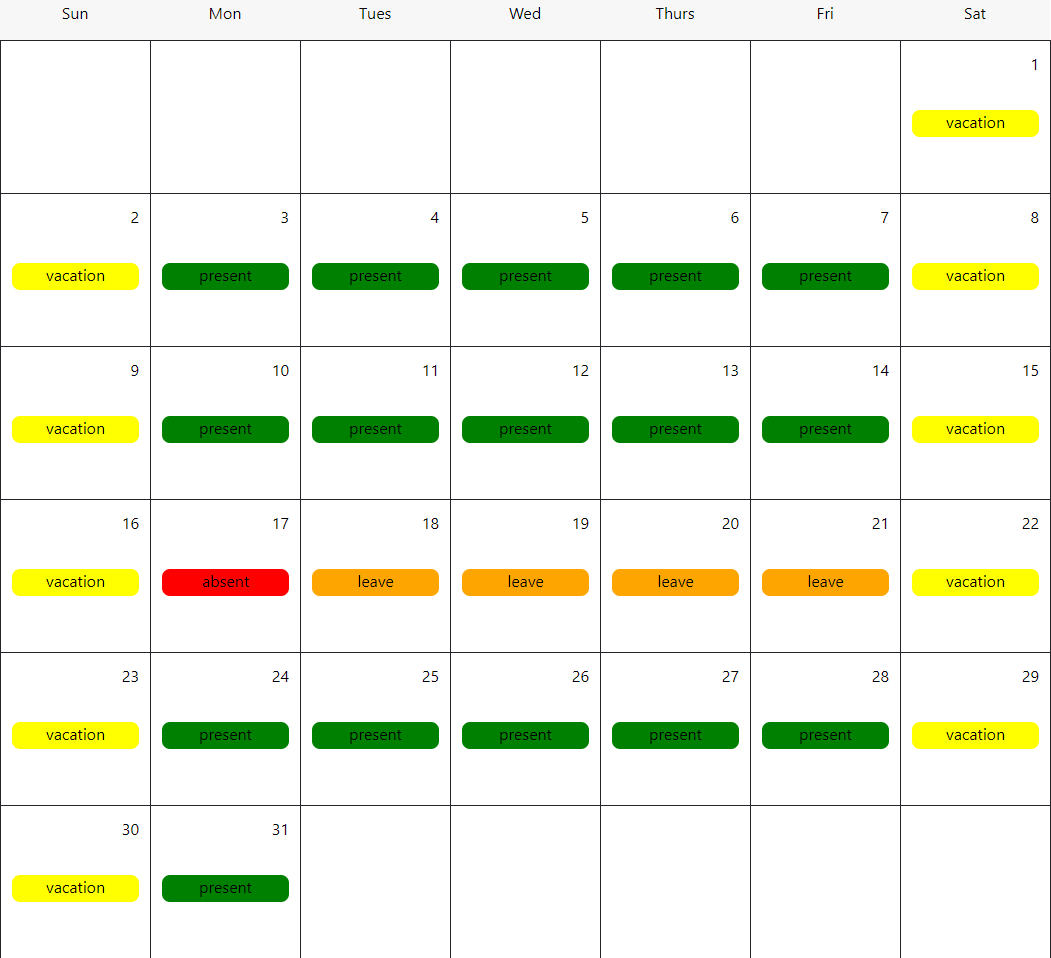 Sun Mon Tues Wed Thurs Fri Sat
1
vacation
2 3 4 5 6 7 8
vacation present present present present present vacation
9 10 11 12 13 14 15
vacation present present present present present vacation
16 17 18 19 20 21 22
vacation absent leave leave leave leave vacation
23 24 25 26 27 28 29
vacation present present present present present vacation
30 31
vacation present